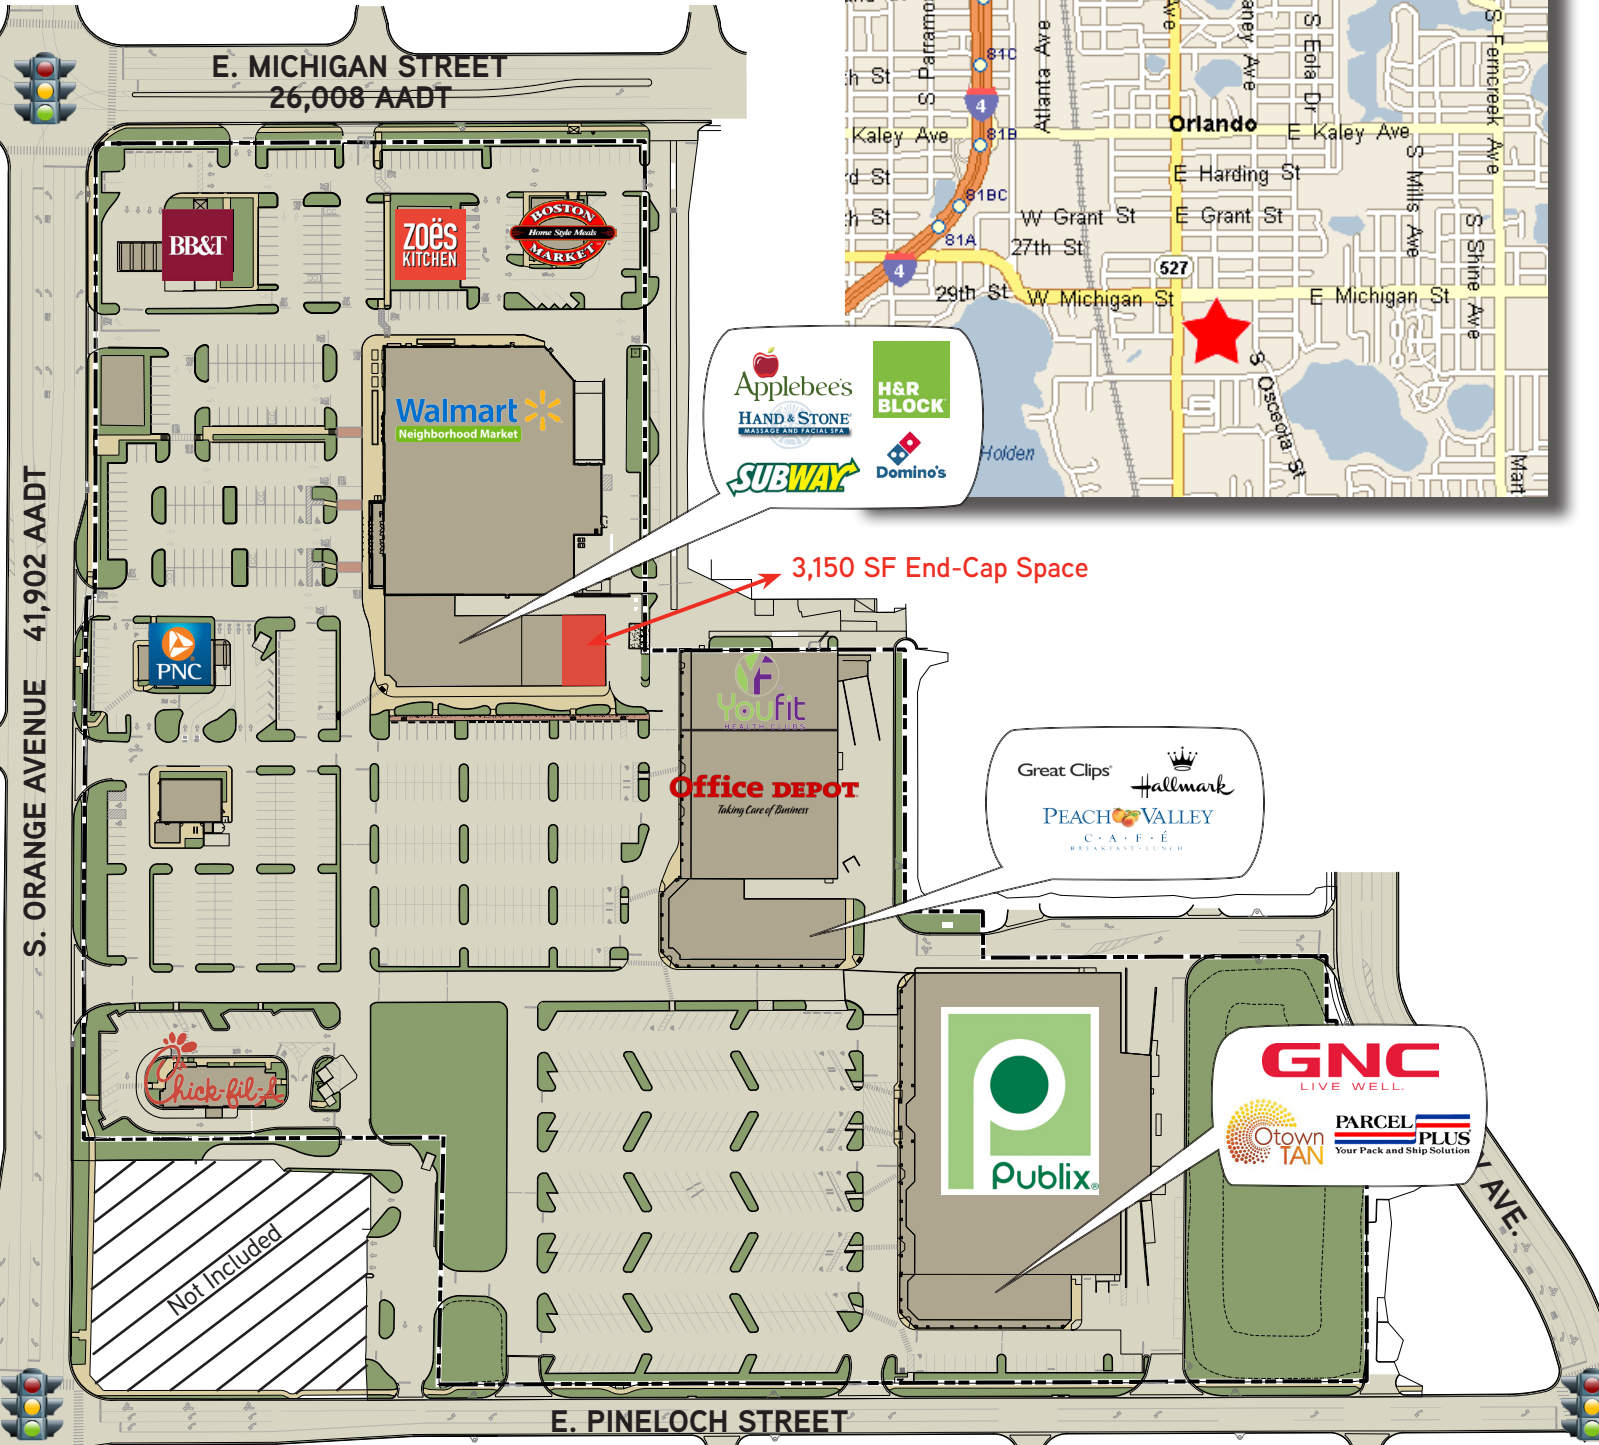 E. MICHIGAN STREET
26,008 AADT
S. ORANGE AVENUE 41,902 AADT
BB&T
ZOËS
KITCHEN
BOSTON
Home Style Meals
MARKET
Walmart
Neighborhood Market
Applebee's
H&R
BLOCK
HAND & STONE
MASSAGE AND FACIAL SPA
SUBWAY
Domino's
3,150 SF End-Cap Space
PNC
YouFit
HEALTH CLUBS
Office DEPOT
Taking Care of Business
Great Clips
Hallmark
PEACH VALLEY
C·A·F·É
BREAKFAST·LUNCH
Chick-fil-A
Publix
GNC
LIVE WELL.
Otown
TAN
PARCEL
PLUS
Your Pack and Ship Solution
AVE.
Not Included
E. PINELOCH STREET
81C
4
81B
81BC
81A
4
Atlanta Ave
Ave
S Eola Dr
S Ferncreek Ave
Orlando
Kaley Ave
E Kaley Ave
E Harding St
W Grant St
E Grant St
27th St
527
29th St
W Michigan St
E Michigan St
S Mills Ave
S Shine Ave
S Osceola St
Holden